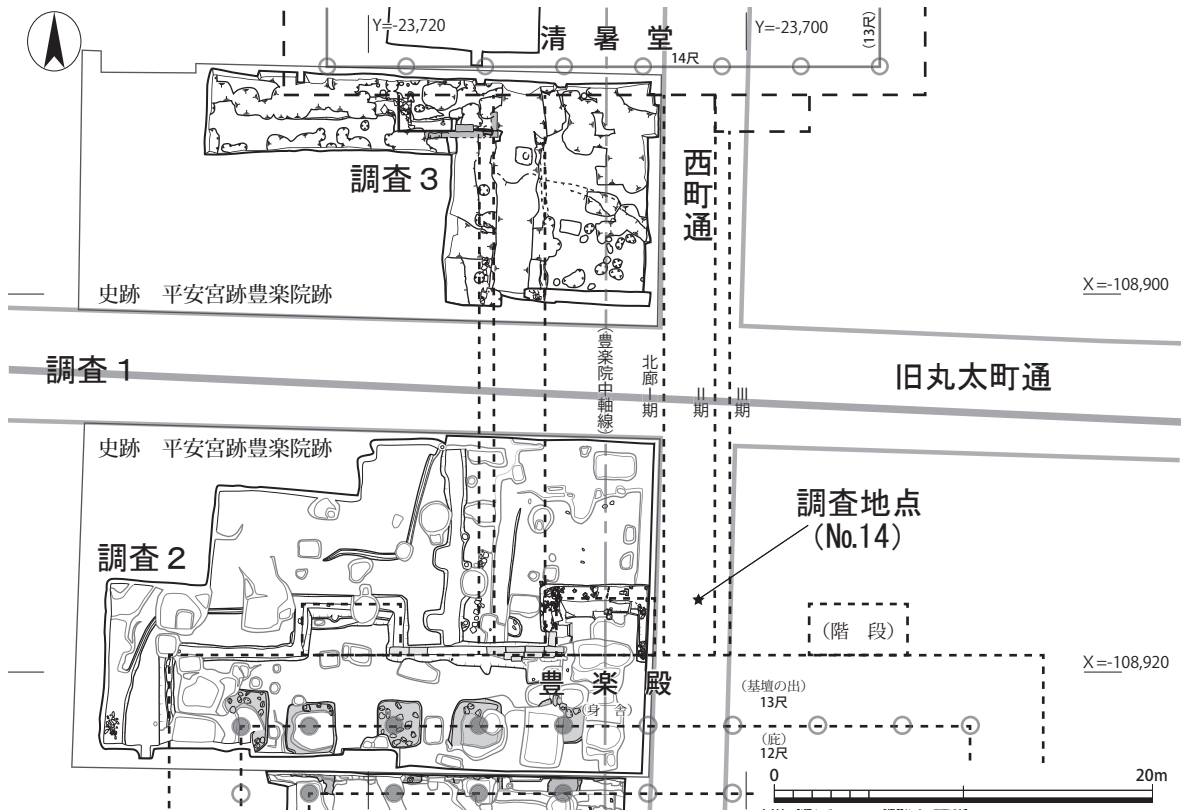 Y=-23,720
清暑堂
Y=-23,700
(13尺)
14尺
調査3
西町通
史跡 平安宮跡豊楽院跡
X=-108,900
(豊楽院中軸線)
北廊Ⅰ期
Ⅱ期
Ⅲ期
調査1
旧丸太町通
史跡 平安宮跡豊楽院跡
調査地点
(No.14)
調査2
(階段)
豊楽殿
X=-108,920
(身舎)
(基壇の出)
13尺
(庇)
12尺
0
20m